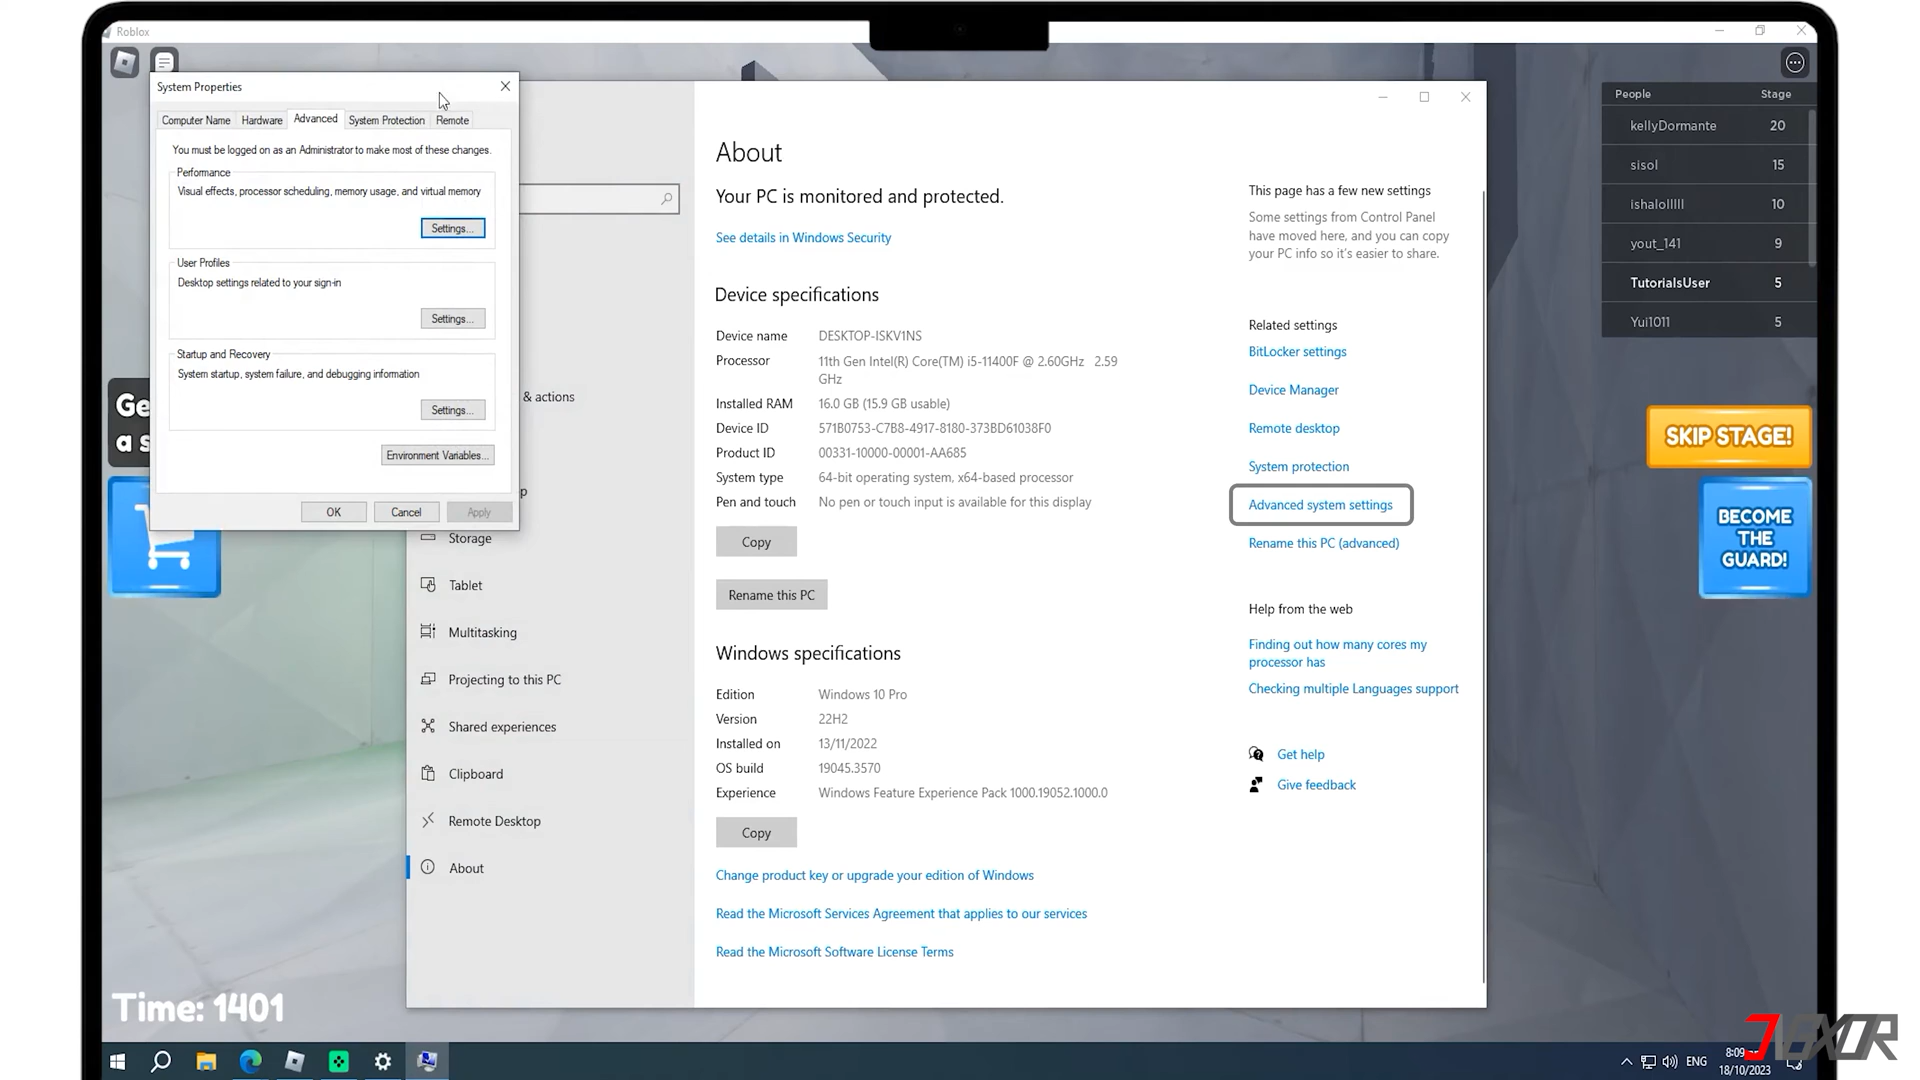 Roblox
System Properties
Computer Name
Hardware
Advanced
System Protection
Remote
You must be logged on as an Administrator to make most of these changes.
Performance
Visual effects, processor scheduling, memory usage, and virtual memory
Settings...
User Profiles
Desktop settings related to your sign-in
Settings...
Startup and Recovery
System startup, system failure, and debugging information
Settings...
Environment Variables...
OK
Cancel
Apply
Ge
a s
& actions
Storage
Tablet
Multitasking
Projecting to this PC
Shared experiences
Clipboard
Remote Desktop
About
About
Your PC is monitored and protected.
See details in Windows Security
Device specifications
Device name DESKTOP-ISKV1NS
Processor 11th Gen Intel(R) Core(TM) i5-11400F @ 2.60GHz 2.59
GHz
Installed RAM 16.0 GB (15.9 GB usable)
Device ID 571B0753-C7B8-4917-8180-373BD61038F0
Product ID 00331-10000-00001-AA685
System type 64-bit operating system, x64-based processor
Pen and touch No pen or touch input is available for this display
Copy
Rename this PC
Windows specifications
Edition Windows 10 Pro
Version 22H2
Installed on 13/11/2022
OS build 19045.3570
Experience Windows Feature Experience Pack 1000.19052.1000.0
Copy
Change product key or upgrade your edition of Windows
Read the Microsoft Services Agreement that applies to our services
Read the Microsoft Software License Terms
This page has a few new settings
Some settings from Control Panel
have moved here, and you can copy
your PC info so it's easier to share.
Related settings
BitLocker settings
Device Manager
Remote desktop
System protection
Advanced system settings
Rename this PC (advanced)
Help from the web
Finding out how many cores my
processor has
Checking multiple Languages support
Get help
Give feedback
People Stage
kellyDormante 20
sisol 15
ishalolllll 10
yout_141 9
TutorialsUser 5
Yui1011 5
SKIP STAGE!
BECOME
THE
GUARD!
Time: 1401
ENG
8:09
18/10/2023